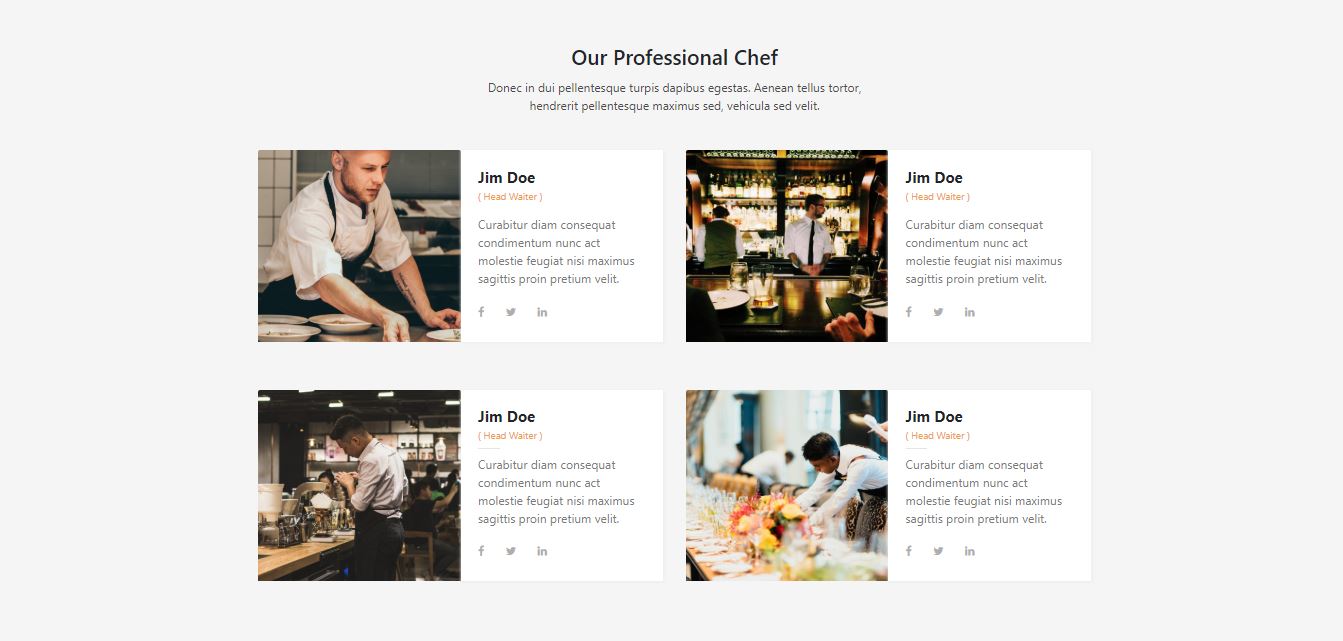 Our Professional Chef
Donec in dui pellentesque turpis dapibus egestas. Aenean tellus tortor,
hendrerit pellentesque maximus sed, vehicula sed velit.
Jim Doe
( Head Waiter )
Curabitur diam consequat
condimentum nunc act
molestie feugiat nisi maximus
sagittis proin pretium velit.
Jim Doe
( Head Waiter )
Curabitur diam consequat
condimentum nunc act
molestie feugiat nisi maximus
sagittis proin pretium velit.
Jim Doe
( Head Waiter )
Curabitur diam consequat
condimentum nunc act
molestie feugiat nisi maximus
sagittis proin pretium velit.
Jim Doe
( Head Waiter )
Curabitur diam consequat
condimentum nunc act
molestie feugiat nisi maximus
sagittis proin pretium velit.